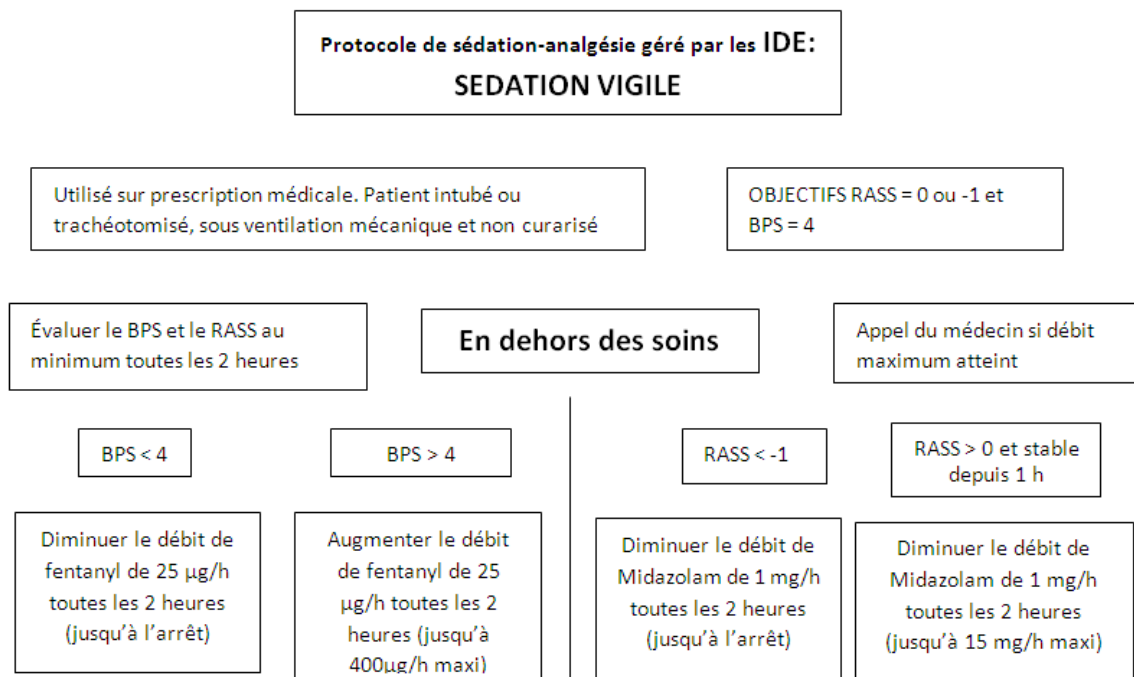 Protocole de sédation-analgésie géré par les IDE:
SEDATION VIGILE
Utilisé sur prescription médicale. Patient intubé ou
trachéotomisé, sous ventilation mécanique et non curarisé
OBJECTIFS RASS = 0 ou -1 et
BPS = 4
Évaluer le BPS et le RASS au
minimum toutes les 2 heures
En dehors des soins
Appel du médecin si débit
maximum atteint
BPS < 4
BPS > 4
RASS < -1
RASS > 0 et stable
depuis 1 h
Diminuer le débit de
fentanyl de 25 µg/h
toutes les 2 heures
(jusqu'à l'arrêt)
Augmenter le débit
de fentanyl de 25
µg/h toutes les 2
heures (jusqu'à
400µg/h maxi)
Diminuer le débit de
Midazolam de 1 mg/h
toutes les 2 heures
(jusqu'à l'arrêt)
Diminuer le débit de
Midazolam de 1 mg/h
toutes les 2 heures
(jusqu'à 15 mg/h maxi)